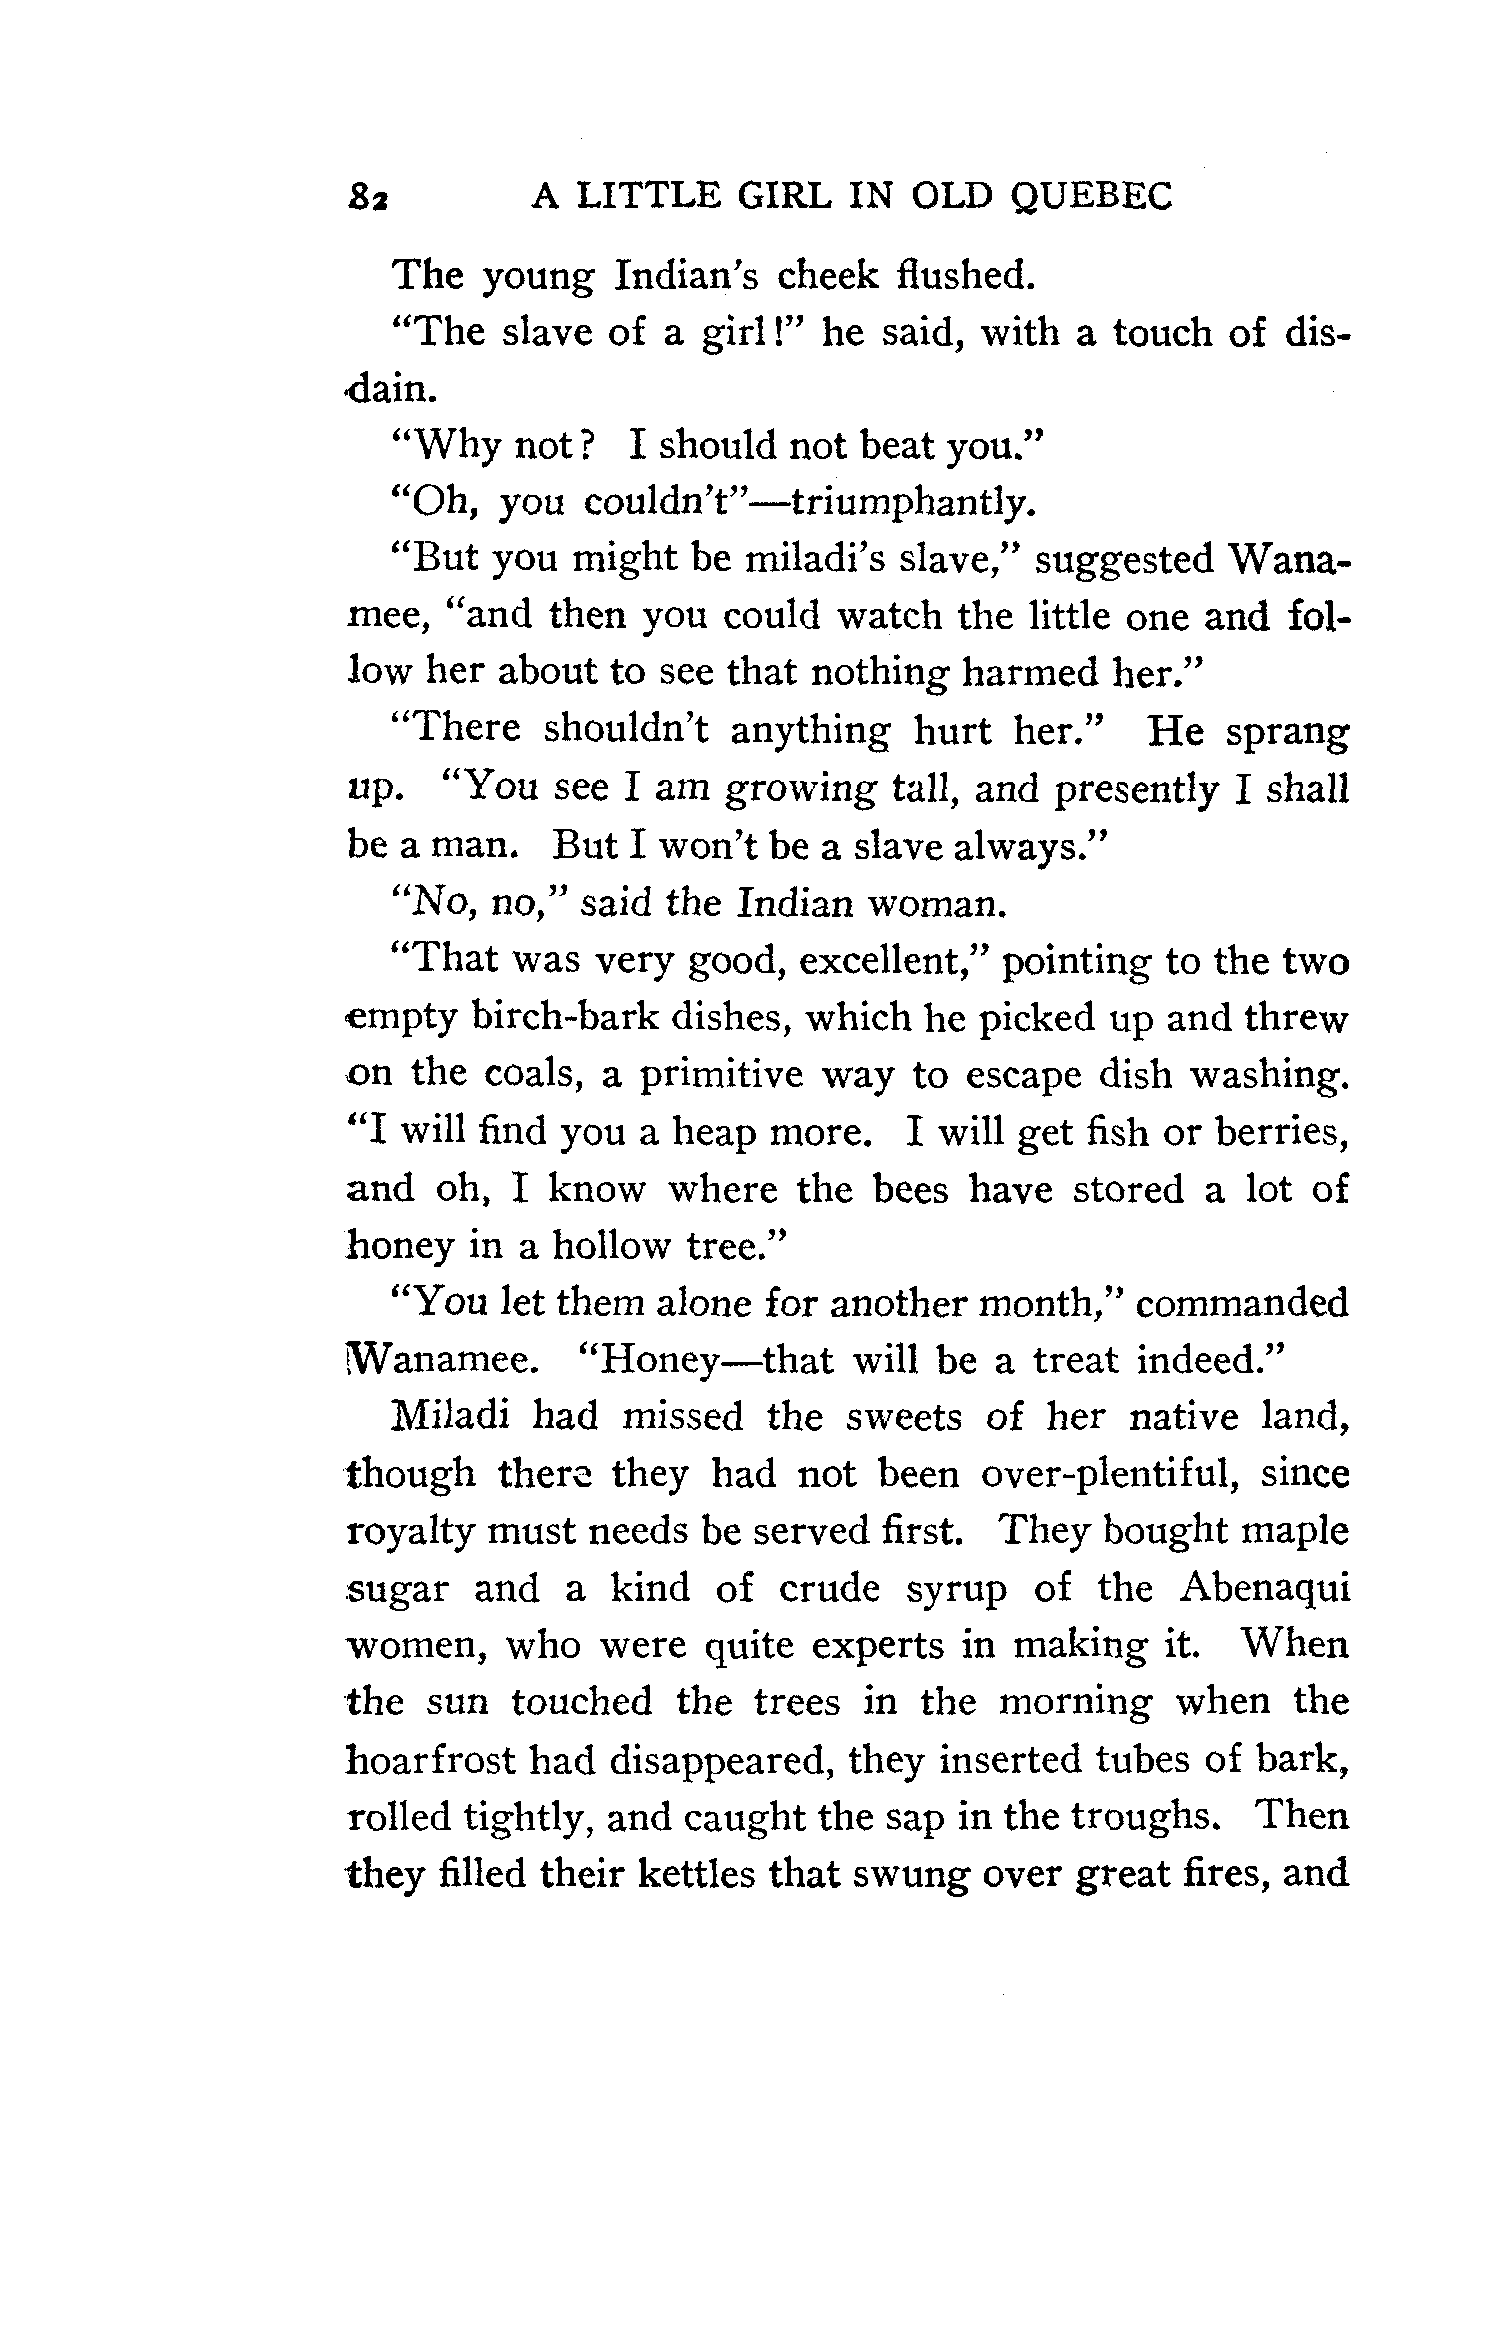 82 A LITTLE GIRL IN OLD QUEBEC
The young Indian's cheek flushed.
"The slave of a girl!" he said, with a touch of dis-
dain.
"Why not? I should not beat you."
"Oh, you couldn't"—triumphantly.
"But you might be miladi's slave," suggested Wana-
mee, "and then you could watch the little one and fol-
low her about to see that nothing harmed her."
"There shouldn't anything hurt her." He sprang
up. "You see I am growing tall, and presently I shall
be a man. But I won't be a slave always."
"No, no," said the Indian woman.
"That was very good, excellent," pointing to the two
empty birch-bark dishes, which he picked up and threw
on the coals, a primitive way to escape dish washing.
"I will find you a heap more. I will get fish or berries,
and oh, I know where the bees have stored a lot of
honey in a hollow tree."
"You let them alone for another month," commanded
Wanamee. "Honey—that will be a treat indeed."
Miladi had missed the sweets of her native land,
though there they had not been over-plentiful, since
royalty must needs be served first. They bought maple
sugar and a kind of crude syrup of the Abenaqui
women, who were quite experts in making it. When
the sun touched the trees in the morning when the
hoarfrost had disappeared, they inserted tubes of bark,
rolled tightly, and caught the sap in the troughs. Then
they filled their kettles that swung over great fires, and